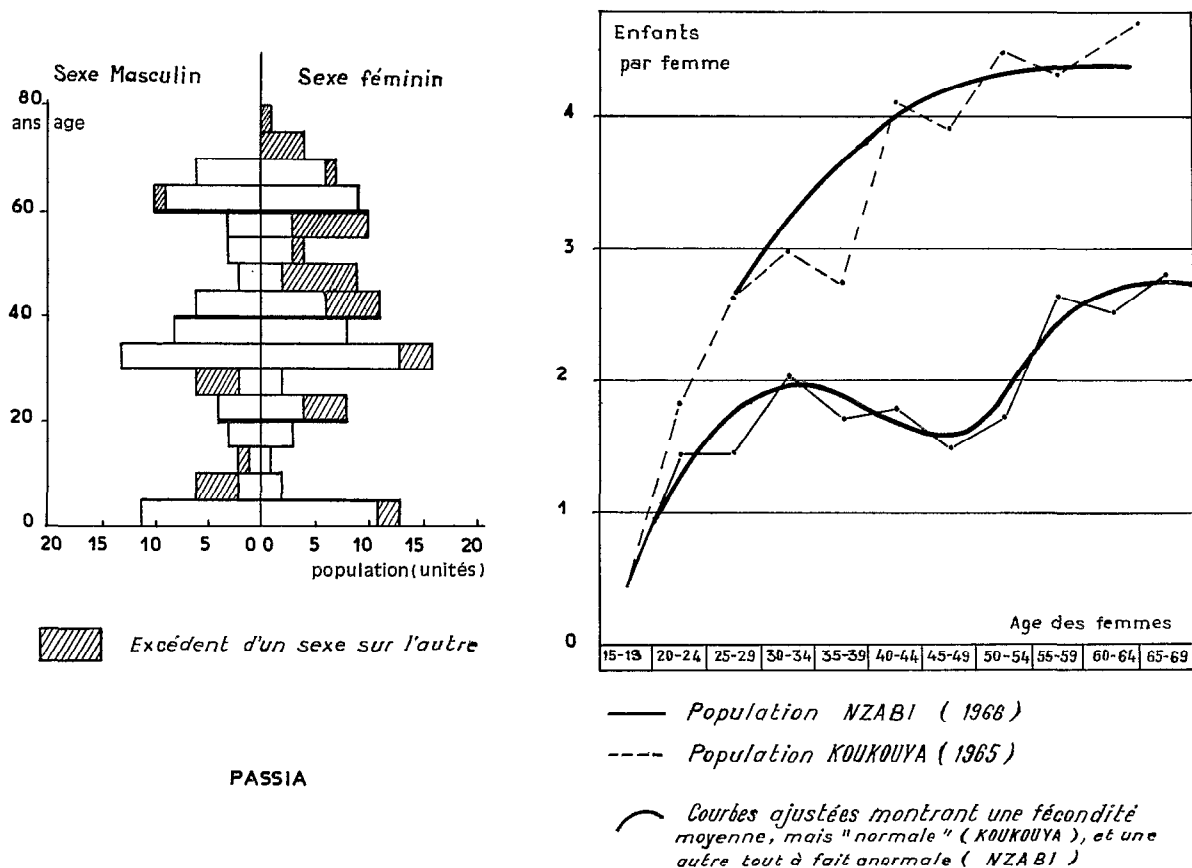 Sexe Masculin
Sexe féminin
80
ans
age
60
40
20
0
20 15 10 5 0 0 5 10 15 20
population (unités)
Excédent d'un sexe sur l'autre
PASSIA
Enfants
par femme
4
3
2
1
0
Age des femmes
15-19 20-24 25-29 30-34 35-39 40-44 45-49 50-54 55-59 60-64 65-69
Population NZABI ( 1966 )
Population KOUKOUYA ( 1965 )
Courbes ajustées montrant une fécondité
moyenne, mais "normale" ( KOUKOUYA ), et une
autre tout à fait anormale ( NZABI )